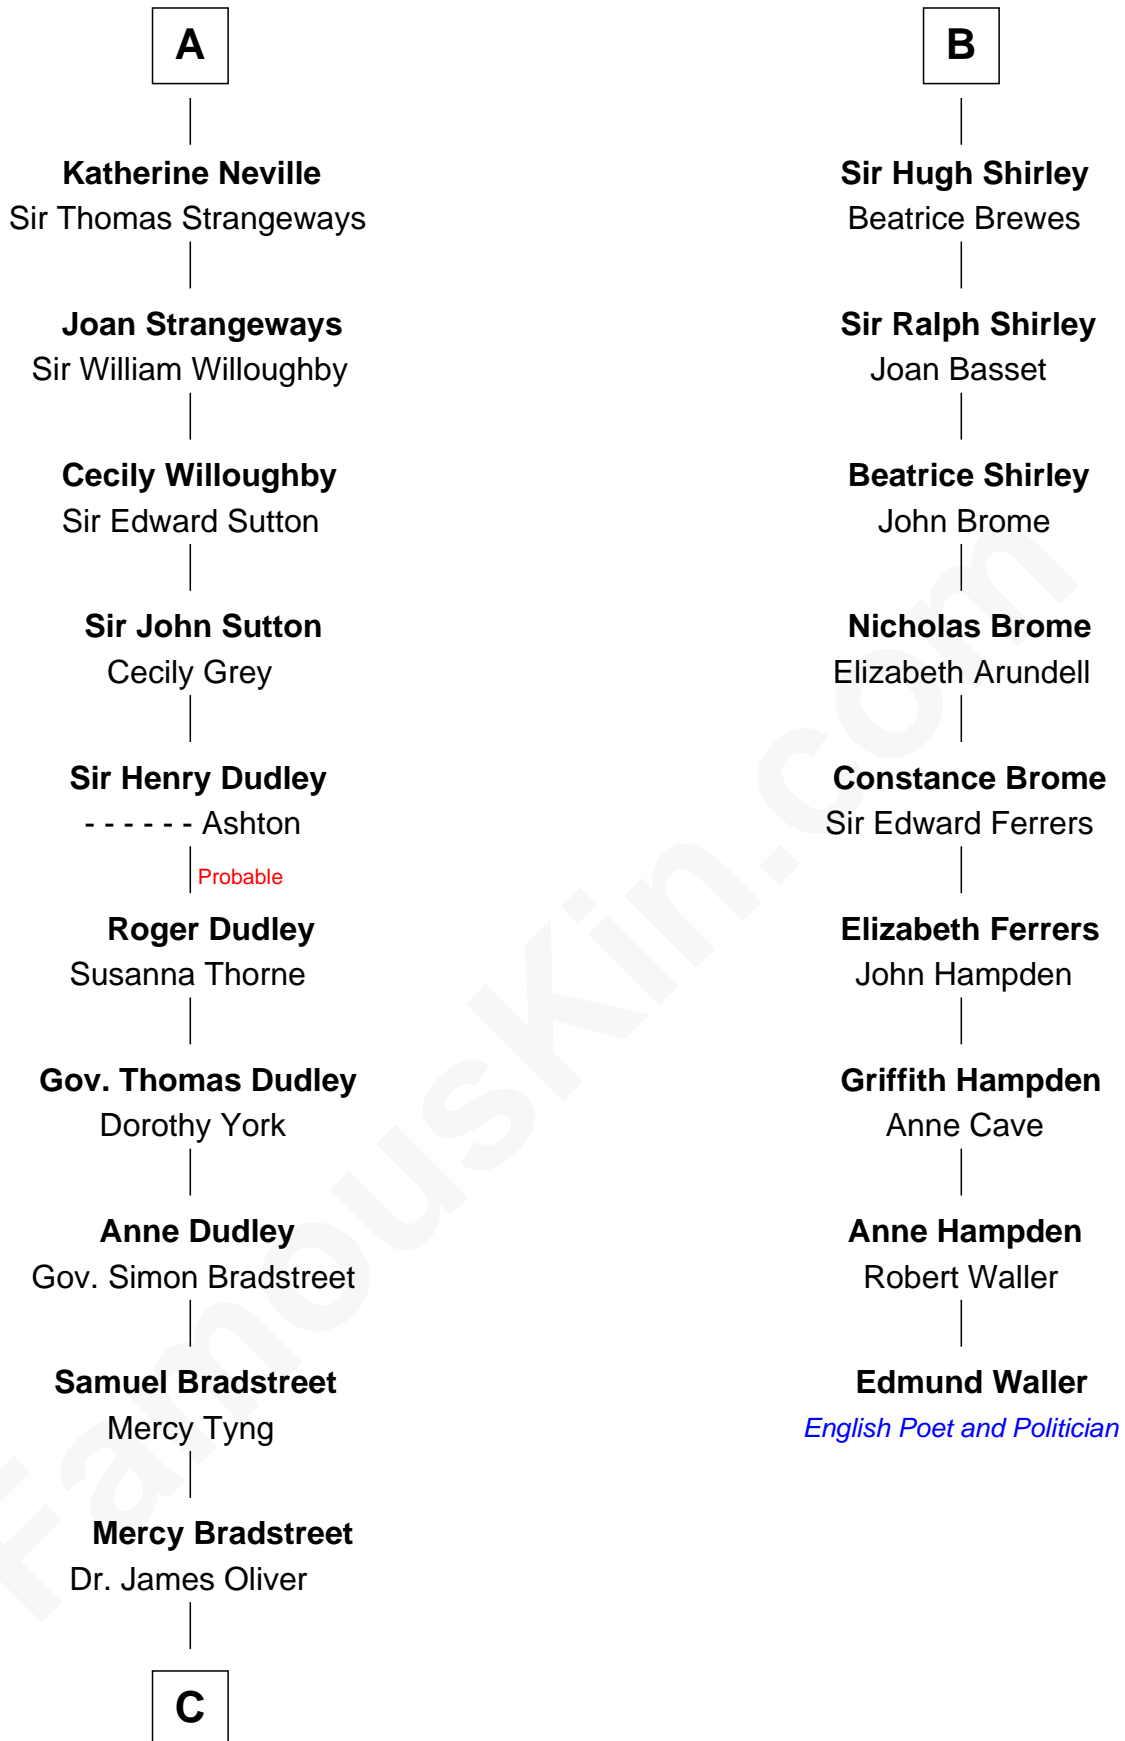 A
Katherine Neville
Sir Thomas Strangeways
Joan Strangeways
Sir William Willoughby
Cecily Willoughby
Sir Edward Sutton
Sir John Sutton
Cecily Grey
Sir Henry Dudley
- - - - - - Ashton
Probable
Roger Dudley
Susanna Thorne
Gov. Thomas Dudley
Dorothy York
Anne Dudley
Gov. Simon Bradstreet
Samuel Bradstreet
Mercy Tyng
Mercy Bradstreet
Dr. James Oliver
C
B
Sir Hugh Shirley
Beatrice Brewes
Sir Ralph Shirley
Joan Basset
Beatrice Shirley
John Brome
Nicholas Brome
Elizabeth Arundell
Constance Brome
Sir Edward Ferrers
Elizabeth Ferrers
John Hampden
Griffith Hampden
Anne Cave
Anne Hampden
Robert Waller
Edmund Waller
English Poet and Politician
FamousKin.com